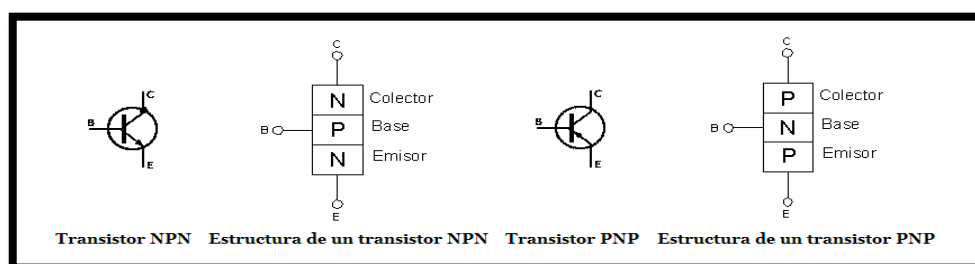 C
B
E
C
N Colector
B P Base
N Emisor
E
C
B
E
C
P Colector
B N Base
P Emisor
E
Transistor NPN Estructura de un transistor NPN Transistor PNP Estructura de un transistor PNP